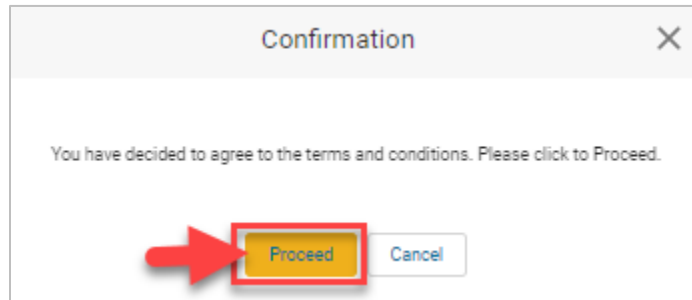 Confirmation
You have decided to agree to the terms and conditions. Please click to Proceed.
Proceed
Cancel